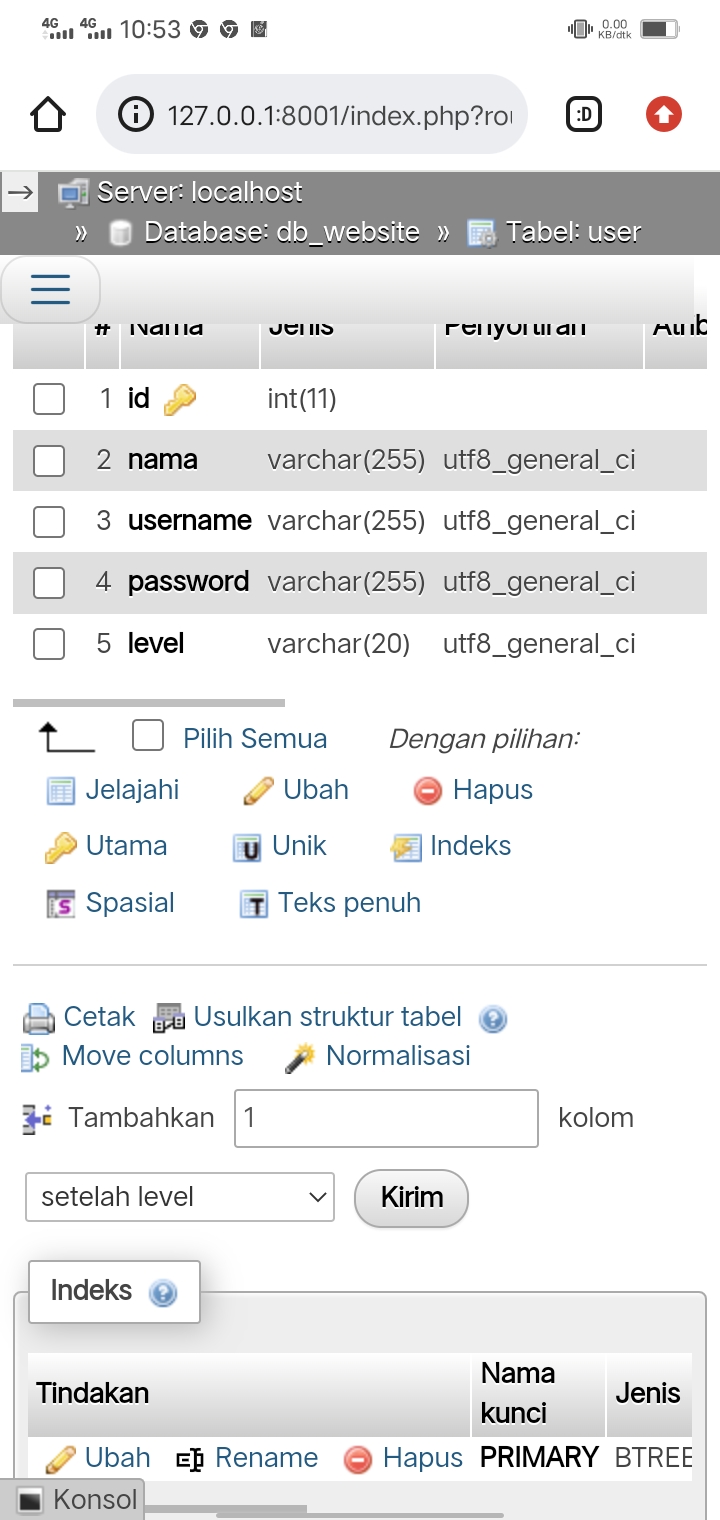 4G 4G 10:53 0.00 KB/dtk
127.0.0.1:8001/index.php?rou :D
Server: localhost
» Database: db_website » Tabel: user
# Nama Jenis Penyortiran Atrib
1 id int(11)
2 nama varchar(255) utf8_general_ci
3 username varchar(255) utf8_general_ci
4 password varchar(255) utf8_general_ci
5 level varchar(20) utf8_general_ci
Pilih Semua Dengan pilihan:
Jelajahi Ubah Hapus
Utama U Unik Indeks
S Spasial T Teks penuh
Cetak Usulkan struktur tabel ?
Move columns Normalisasi
Tambahkan 1 kolom
setelah level Kirim
Indeks ?
Tindakan Nama kunci Jenis
Ubah Rename Hapus PRIMARY BTREE
Konsol